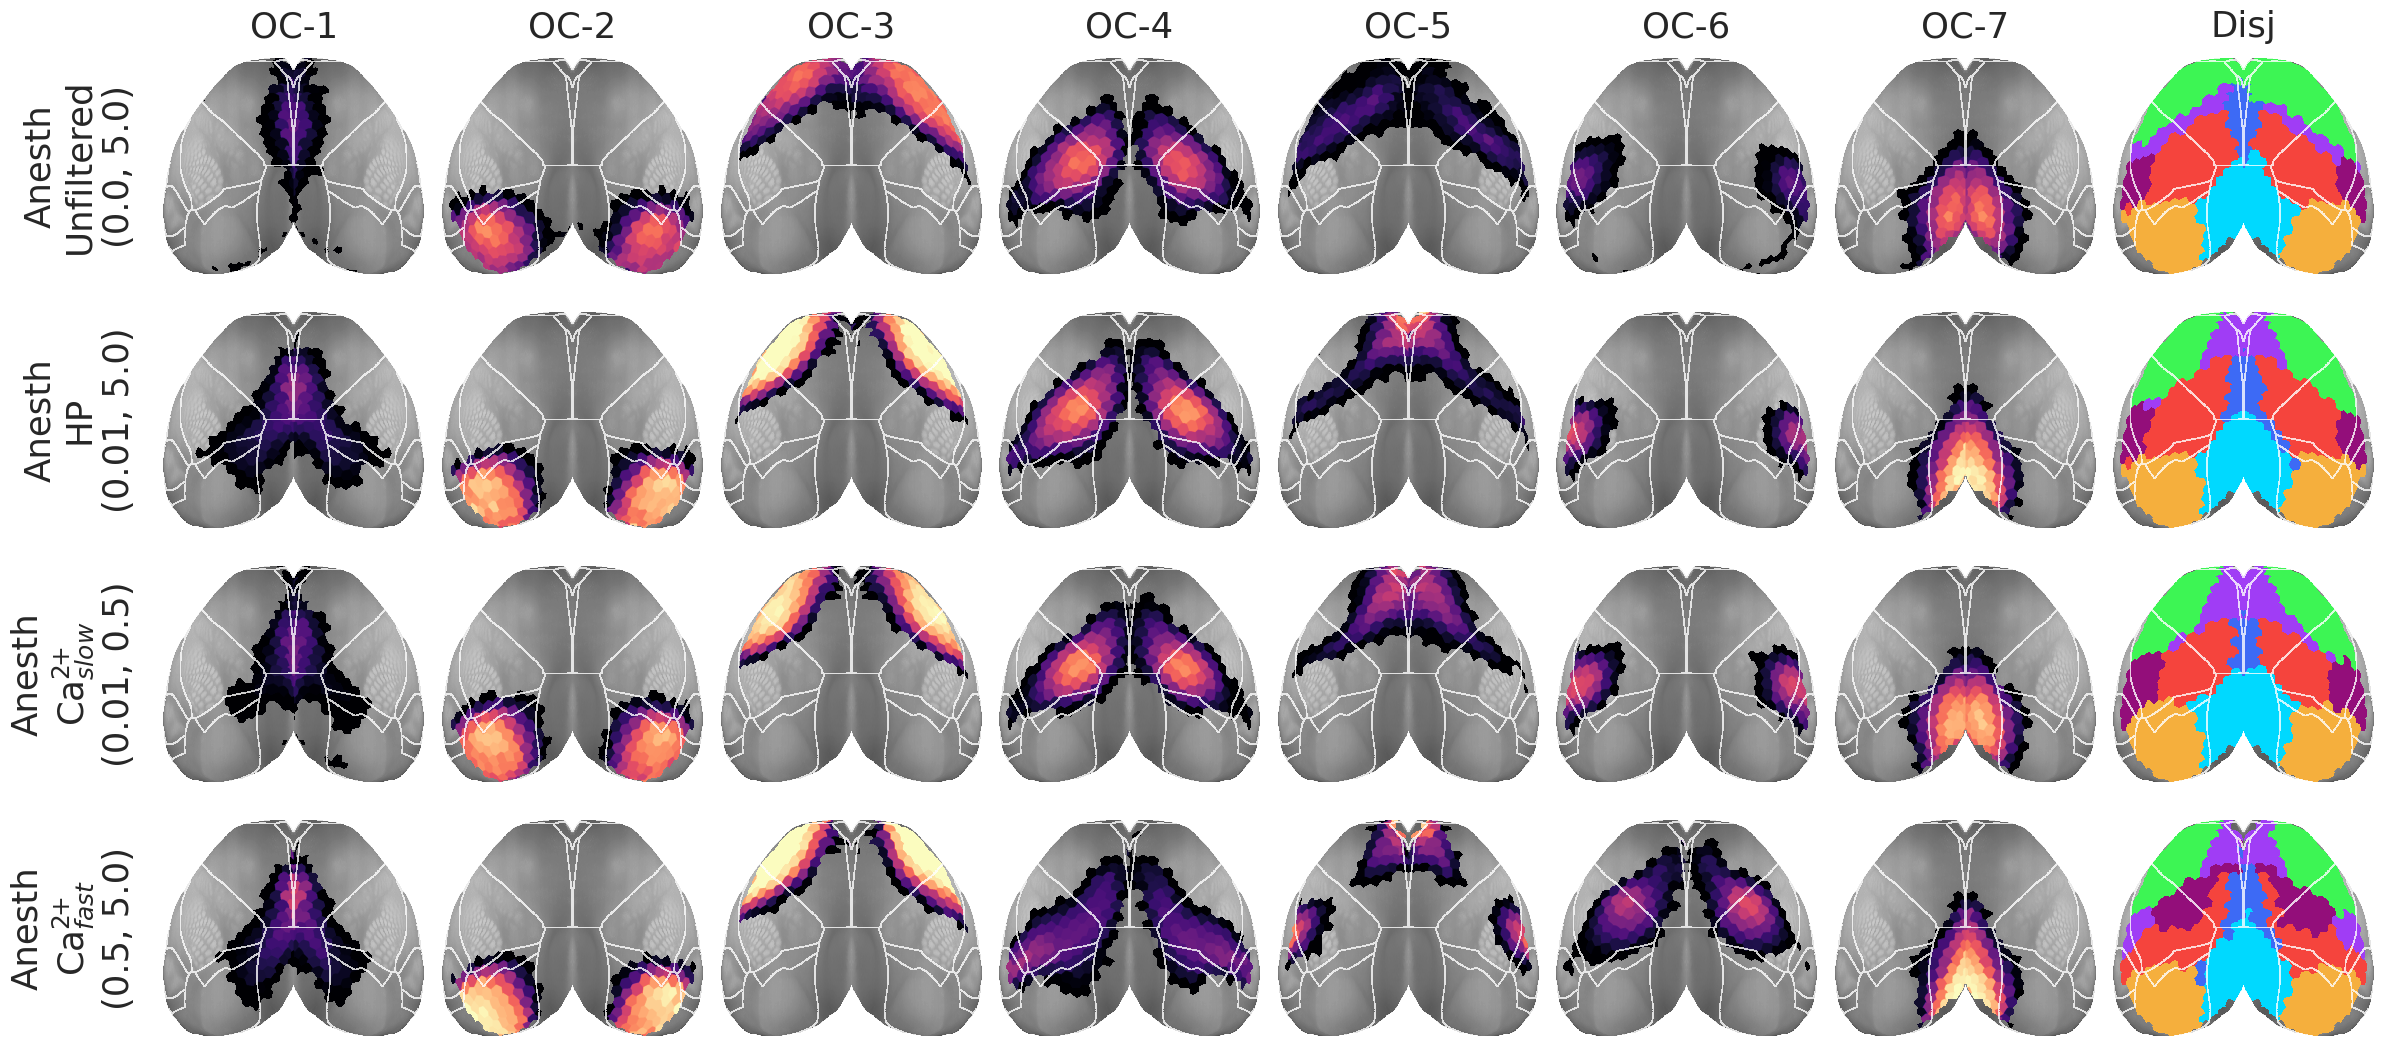 OC-1 OC-2 OC-3 OC-4 OC-5 OC-6 OC-7 Disj
Anesth
Unfiltered
(0.0, 5.0)
Anesth
HP
(0.01, 5.0)
Anesth
Ca²⁺slow
(0.01, 0.5)
Anesth
Ca²⁺fast
(0.5, 5.0)